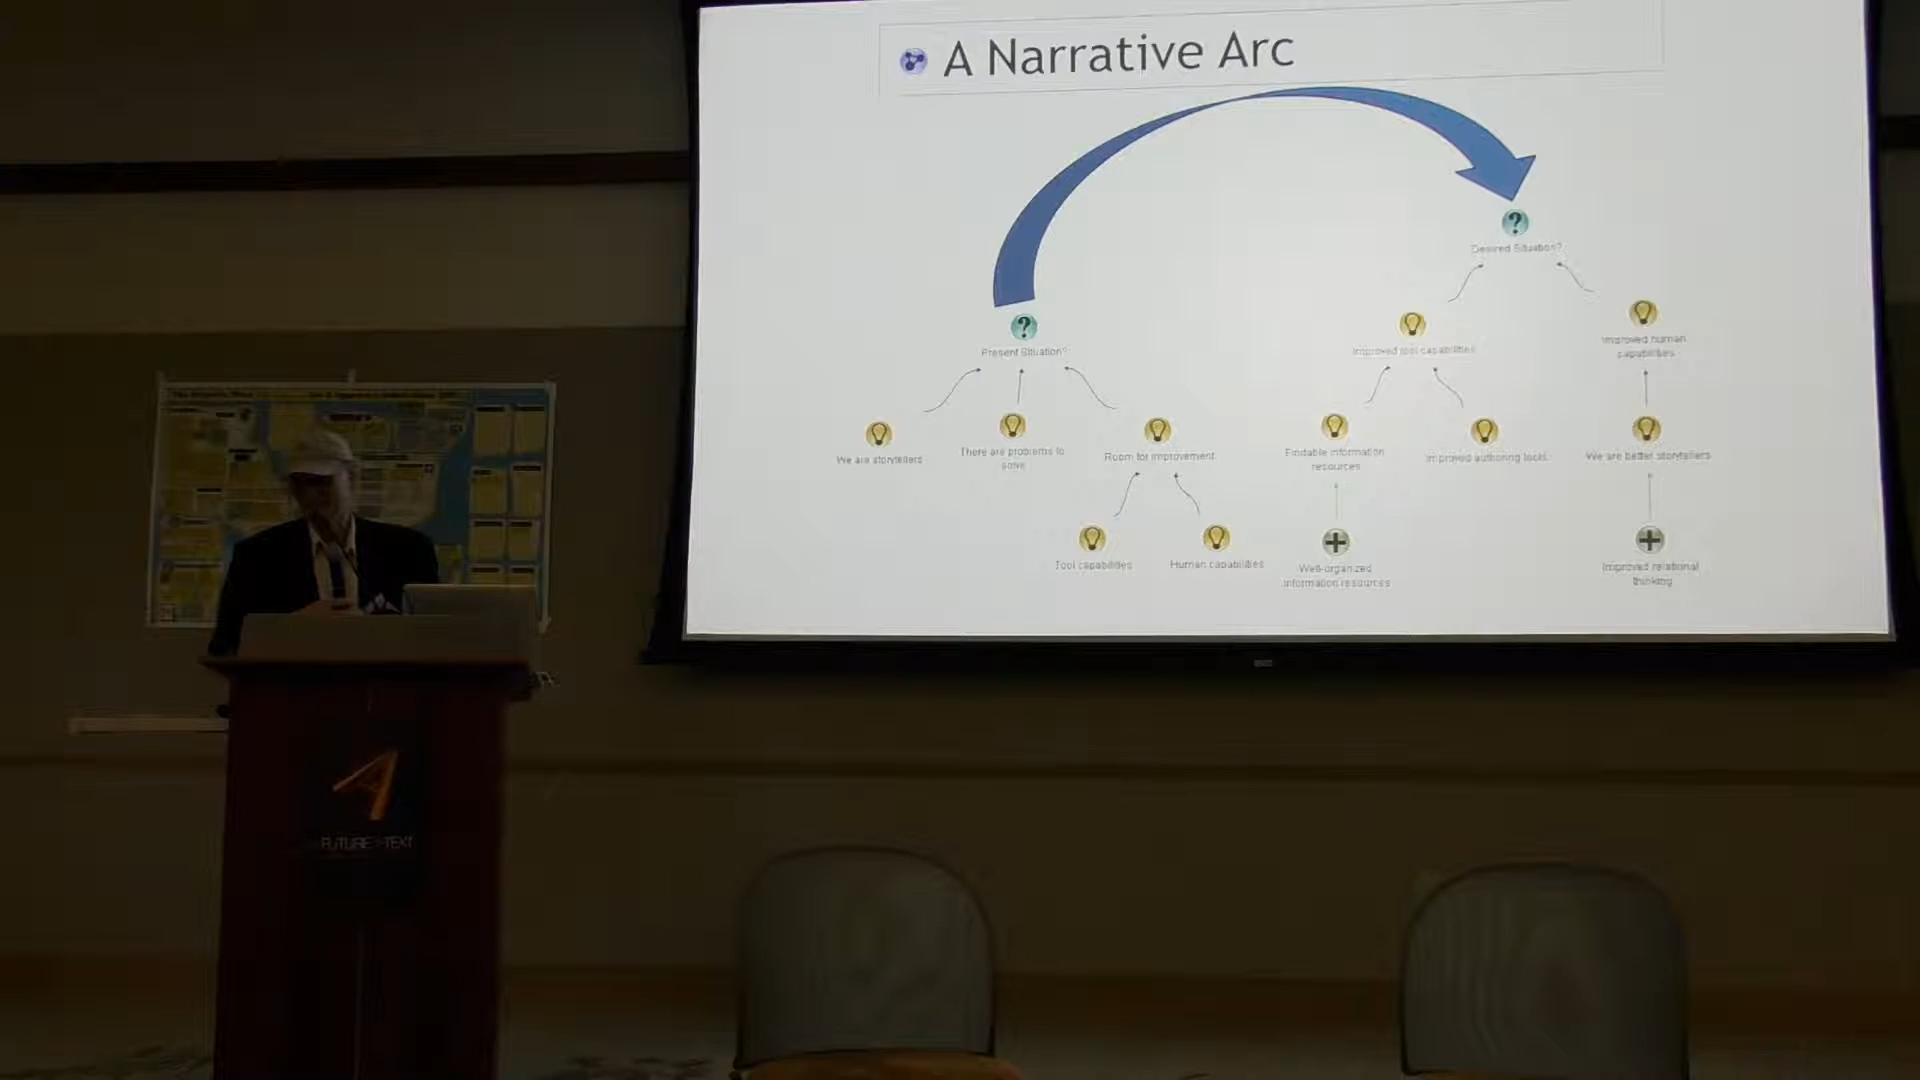 A Narrative Arc
Desired Situation?
Present Situation?
Improved tool capabilities
Improved human
capabilities
We are storytellers
There are problems to
solve
Room for improvement
Findable information
resources
Improved authoring tools
We are better storytellers
Tool capabilities
Human capabilities
Well-organized
information resources
Improved relational
thinking
FUTURE OF TEXT